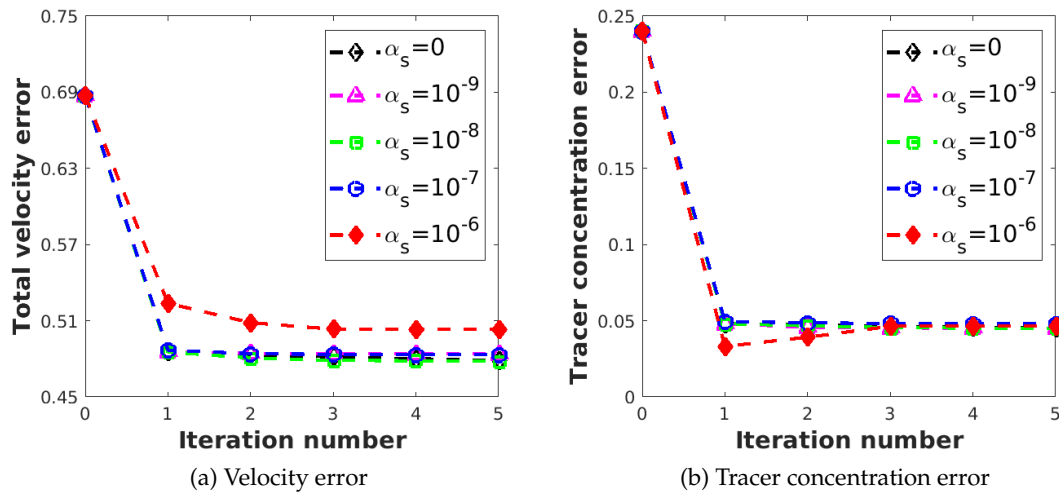 0.75
0.69
0.63
0.57
0.51
0.45
Total velocity error
0 1 2 3 4 5
Iteration number
α_s=0
α_s=10^-9
α_s=10^-8
α_s=10^-7
α_s=10^-6
(a) Velocity error
0.25
0.2
0.15
0.1
0.05
0
Tracer concentration error
0 1 2 3 4 5
Iteration number
α_s=0
α_s=10^-9
α_s=10^-8
α_s=10^-7
α_s=10^-6
(b) Tracer concentration error